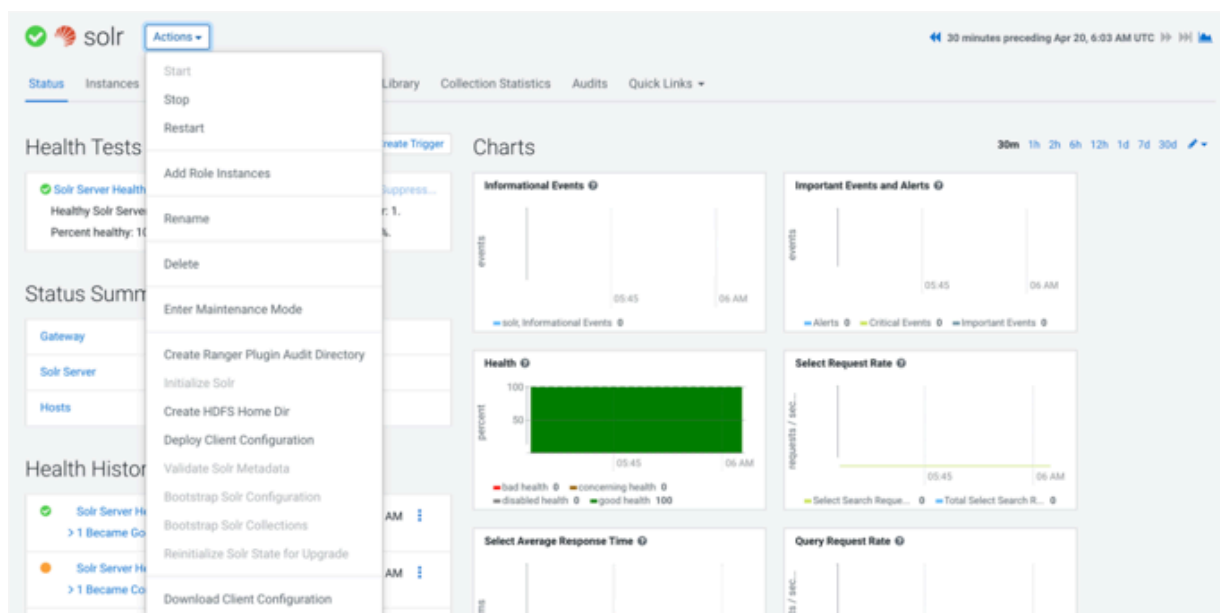 solr Actions
30 minutes preceding Apr 20, 6:03 AM UTC
Status Instances Library Collection Statistics Audits Quick Links
Start
Stop
Restart
Add Role Instances
Rename
Delete
Enter Maintenance Mode
Create Ranger Plugin Audit Directory
Initialize Solr
Create HDFS Home Dir
Deploy Client Configuration
Validate Solr Metadata
Bootstrap Solr Configuration
Bootstrap Solr Collections
Reinitialize Solr State for Upgrade
Download Client Configuration
Health Tests
reate Trigger
Solr Server Health
Suppress...
Healthy Solr Serve
r: 1.
Percent healthy: 10
%.
Status Summ
Gateway
Solr Server
Hosts
Health Histor
Solr Server He
AM
> 1 Became Go
Solr Server He
AM
> 1 Became Co
Charts
30m 1h 2h 6h 12h 1d 7d 30d
Informational Events
events
05:45 06 AM
solr, Informational Events 0
Important Events and Alerts
events
05:45 06 AM
Alerts 0 Critical Events 0 Important Events 0
Health
percent
100
50
05:45 06 AM
bad health 0 concerning health 0
disabled health 0 good health 100
Select Request Rate
requests / sec...
05:45 06 AM
Select Search Reque... 0 Total Select Search R... 0
Select Average Response Time
ms
Query Request Rate
s / sec...